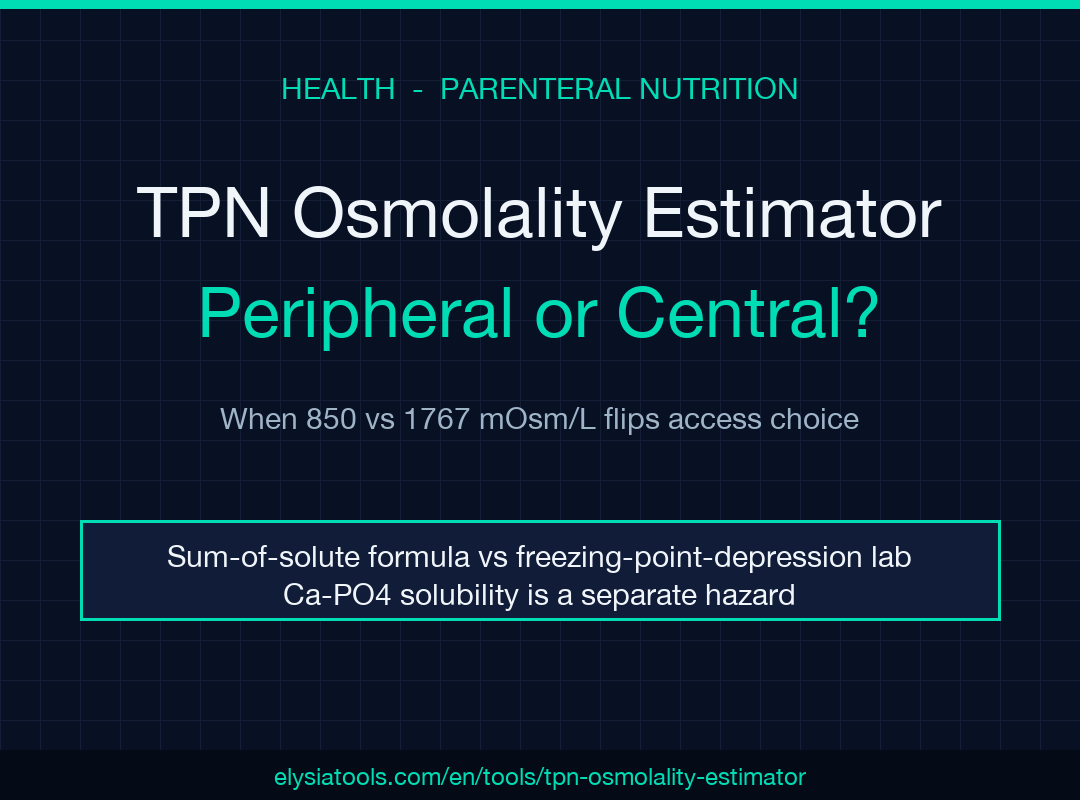 HEALTH - PARENTERAL NUTRITION
TPN Osmolality Estimator
Peripheral or Central?
When 850 vs 1767 mOsm/L flips access choice
Sum-of-solute formula vs freezing-point-depression lab
Ca-PO4 solubility is a separate hazard
elysiatools.com/en/tools/tpn-osmolality-estimator